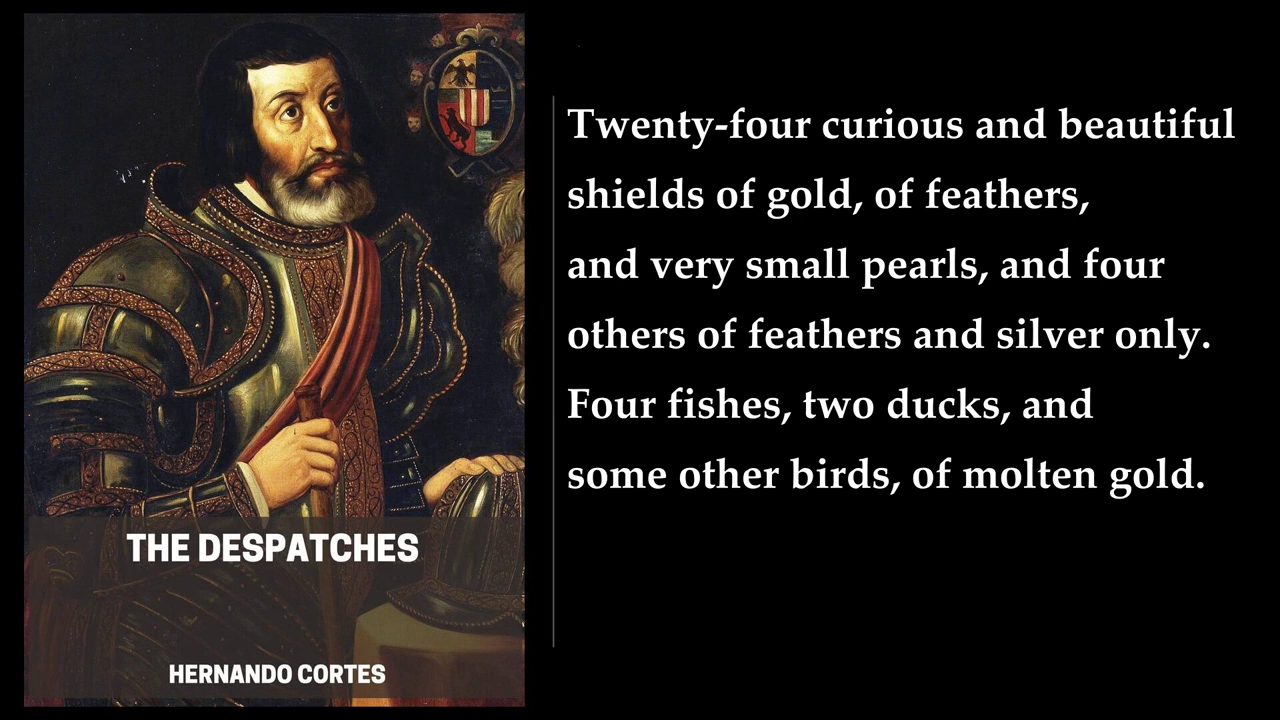 THE DESPATCHES
HERNANDO CORTES
Twenty-four curious and beautiful
shields of gold, of feathers,
and very small pearls, and four
others of feathers and silver only.
Four fishes, two ducks, and
some other birds, of molten gold.